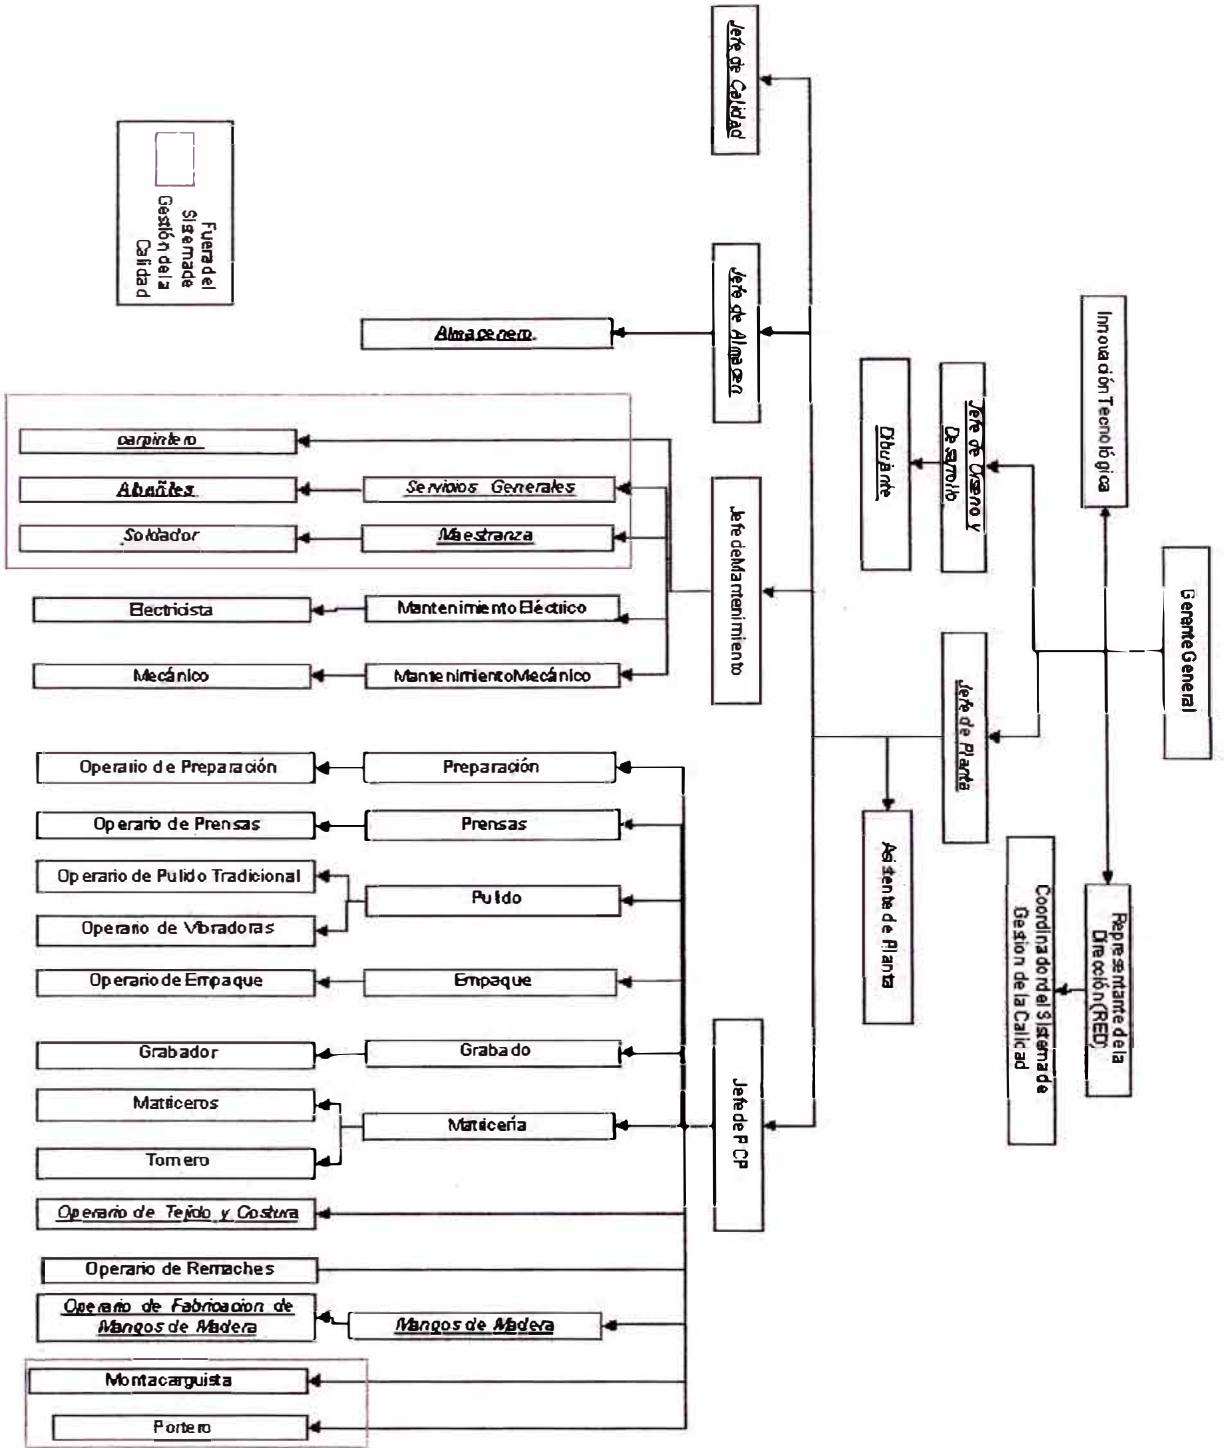 Gerente General
Innovación Tecnológica
Representante de la
Dirección (RED)
Coordinador del Sistema de
Gestion de la Calidad
Jefe de Diseno y
Desarrollo
Dibujante
Jefe de Planta
Asistente de Planta
Jefe de Calidad
Jefe de Almacen
Jefe de Mantenimiento
Jefe de PCP
Almacenero.
carpintero
Servicios Generales
Abañiles
Maestranza
Soldador
Mantenimiento Eléctrico
Electricista
Mantenimiento Mecánico
Mecánico
Preparación
Operario de Preparación
Prensas
Operario de Prensas
Pulido
Operario de Pulido Tradicional
Operario de Vibradoras
Empaque
Operario de Empaque
Grabado
Grabador
Matricería
Matriceros
Tornero
Operario de Tejido y Costura
Operario de Remaches
Mangos de Madera
Operario de Fabricacion de
Mangos de Madera
Montacarguista
Portero
Fuera del
Sistema de
Gestión de la
Calidad